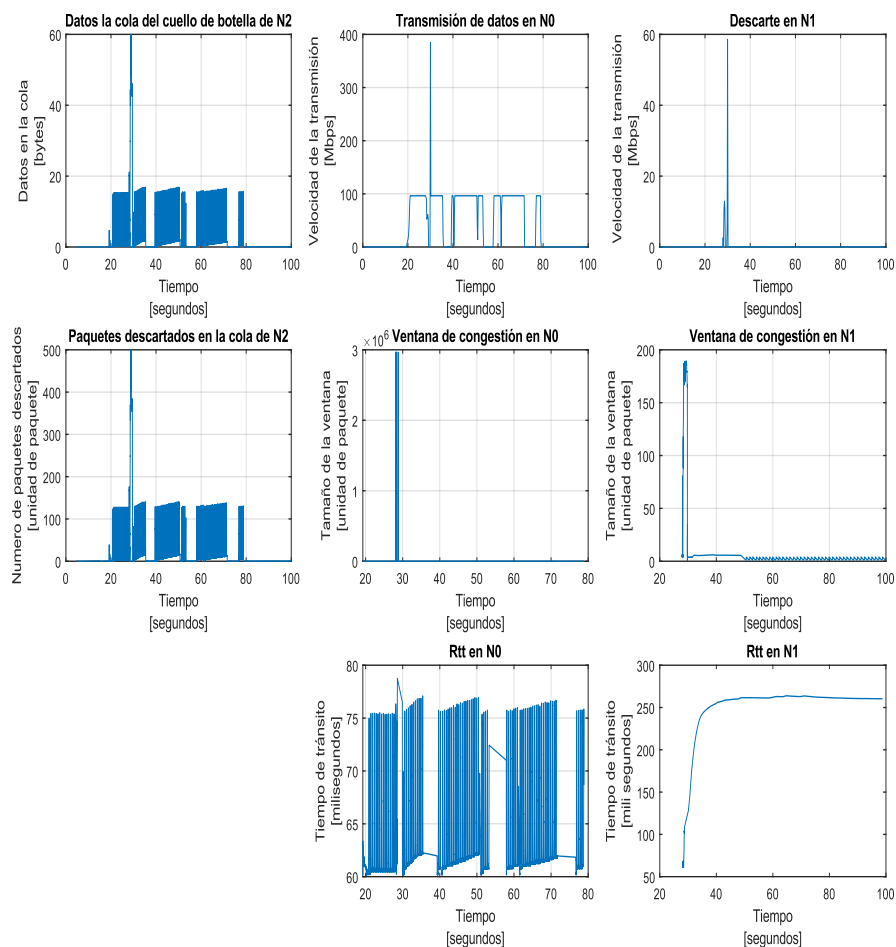 Datos la cola del cuello de botella de N2
Datos en la cola
[bytes]
60
40
20
0
0 20 40 60 80 100
Tiempo
[segundos]
Transmisión de datos en N0
Velocidad de la transmisión
[Mbps]
400
300
200
100
0
0 20 40 60 80 100
Tiempo
[segundos]
Descarte en N1
Velocidad de la transmisión
[Mbps]
60
40
20
0
0 20 40 60 80 100
Tiempo
[segundos]
Paquetes descartados en la cola de N2
Numero de paquetes descartados
[unidad de paquete]
500
400
300
200
100
0
0 20 40 60 80 100
Tiempo
[segundos]
Ventana de congestión en N0
Tamaño de la ventana
[unidad de paquete]
×10^6
3
2
1
0
20 30 40 50 60 70 80
Tiempo
[segundos]
Ventana de congestión en N1
Tamaño de la ventana
[unidad de paquete]
200
150
100
50
0
20 40 60 80 100
Tiempo
[segundos]
Rtt en N0
Tiempo de tránsito
[milisegundos]
80
75
70
65
60
20 30 40 50 60 70 80
Tiempo
[segundos]
Rtt en N1
Tiempo de tránsito
[mili segundos]
300
250
200
150
100
50
20 40 60 80 100
Tiempo
[segundos]